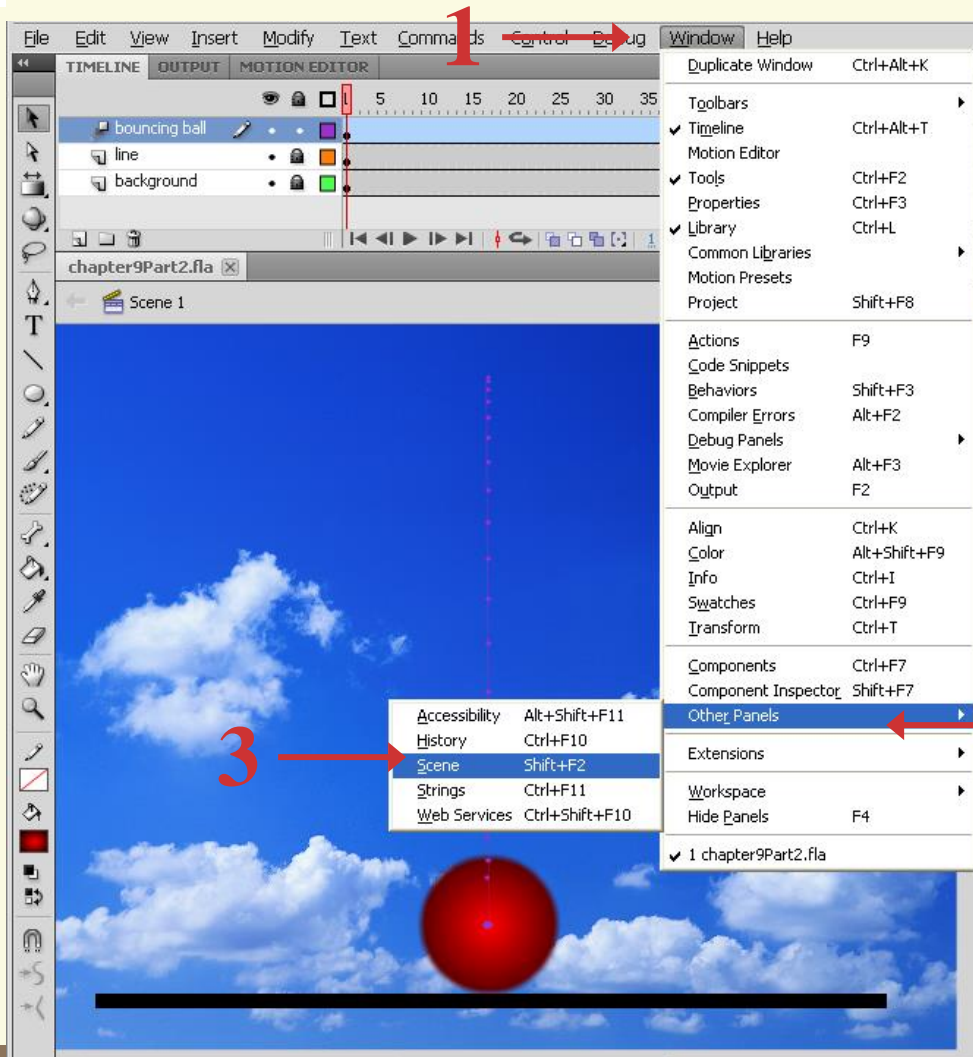 1
File Edit View Insert Modify Text Commands Control Debug Window Help
TIMELINE OUTPUT MOTION EDITOR
1 5 10 15 20 25 30 35
bouncing ball
line
background
1
chapter9Part2.fla
Scene 1
T
Duplicate Window Ctrl+Alt+K
Toolbars
Timeline Ctrl+Alt+T
Motion Editor
Tools Ctrl+F2
Properties Ctrl+F3
Library Ctrl+L
Common Libraries
Motion Presets
Project Shift+F8
Actions F9
Code Snippets
Behaviors Shift+F3
Compiler Errors Alt+F2
Debug Panels
Movie Explorer Alt+F3
Output F2
Align Ctrl+K
Color Alt+Shift+F9
Info Ctrl+I
Swatches Ctrl+F9
Transform Ctrl+T
Components Ctrl+F7
Component Inspector Shift+F7
Other Panels
Extensions
Workspace
Hide Panels F4
1 chapter9Part2.fla
3
Accessibility Alt+Shift+F11
History Ctrl+F10
Scene Shift+F2
Strings Ctrl+F11
Web Services Ctrl+Shift+F10